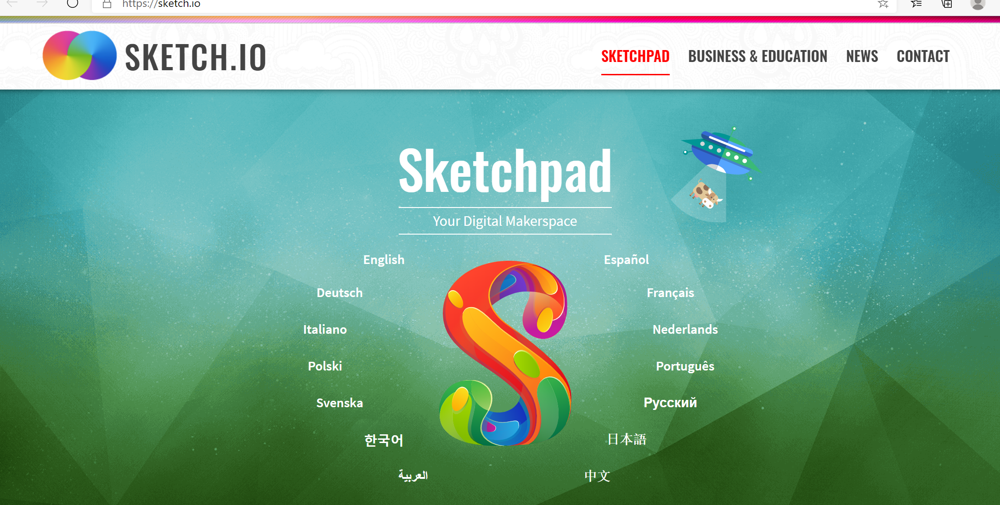 https://sketch.io
SKETCH.IO
SKETCHPAD BUSINESS & EDUCATION NEWS CONTACT
Sketchpad
Your Digital Makerspace
English Español
Deutsch Français
Italiano Nederlands
Polski Português
Svenska Русский
한국어 日本語
العربية 中文